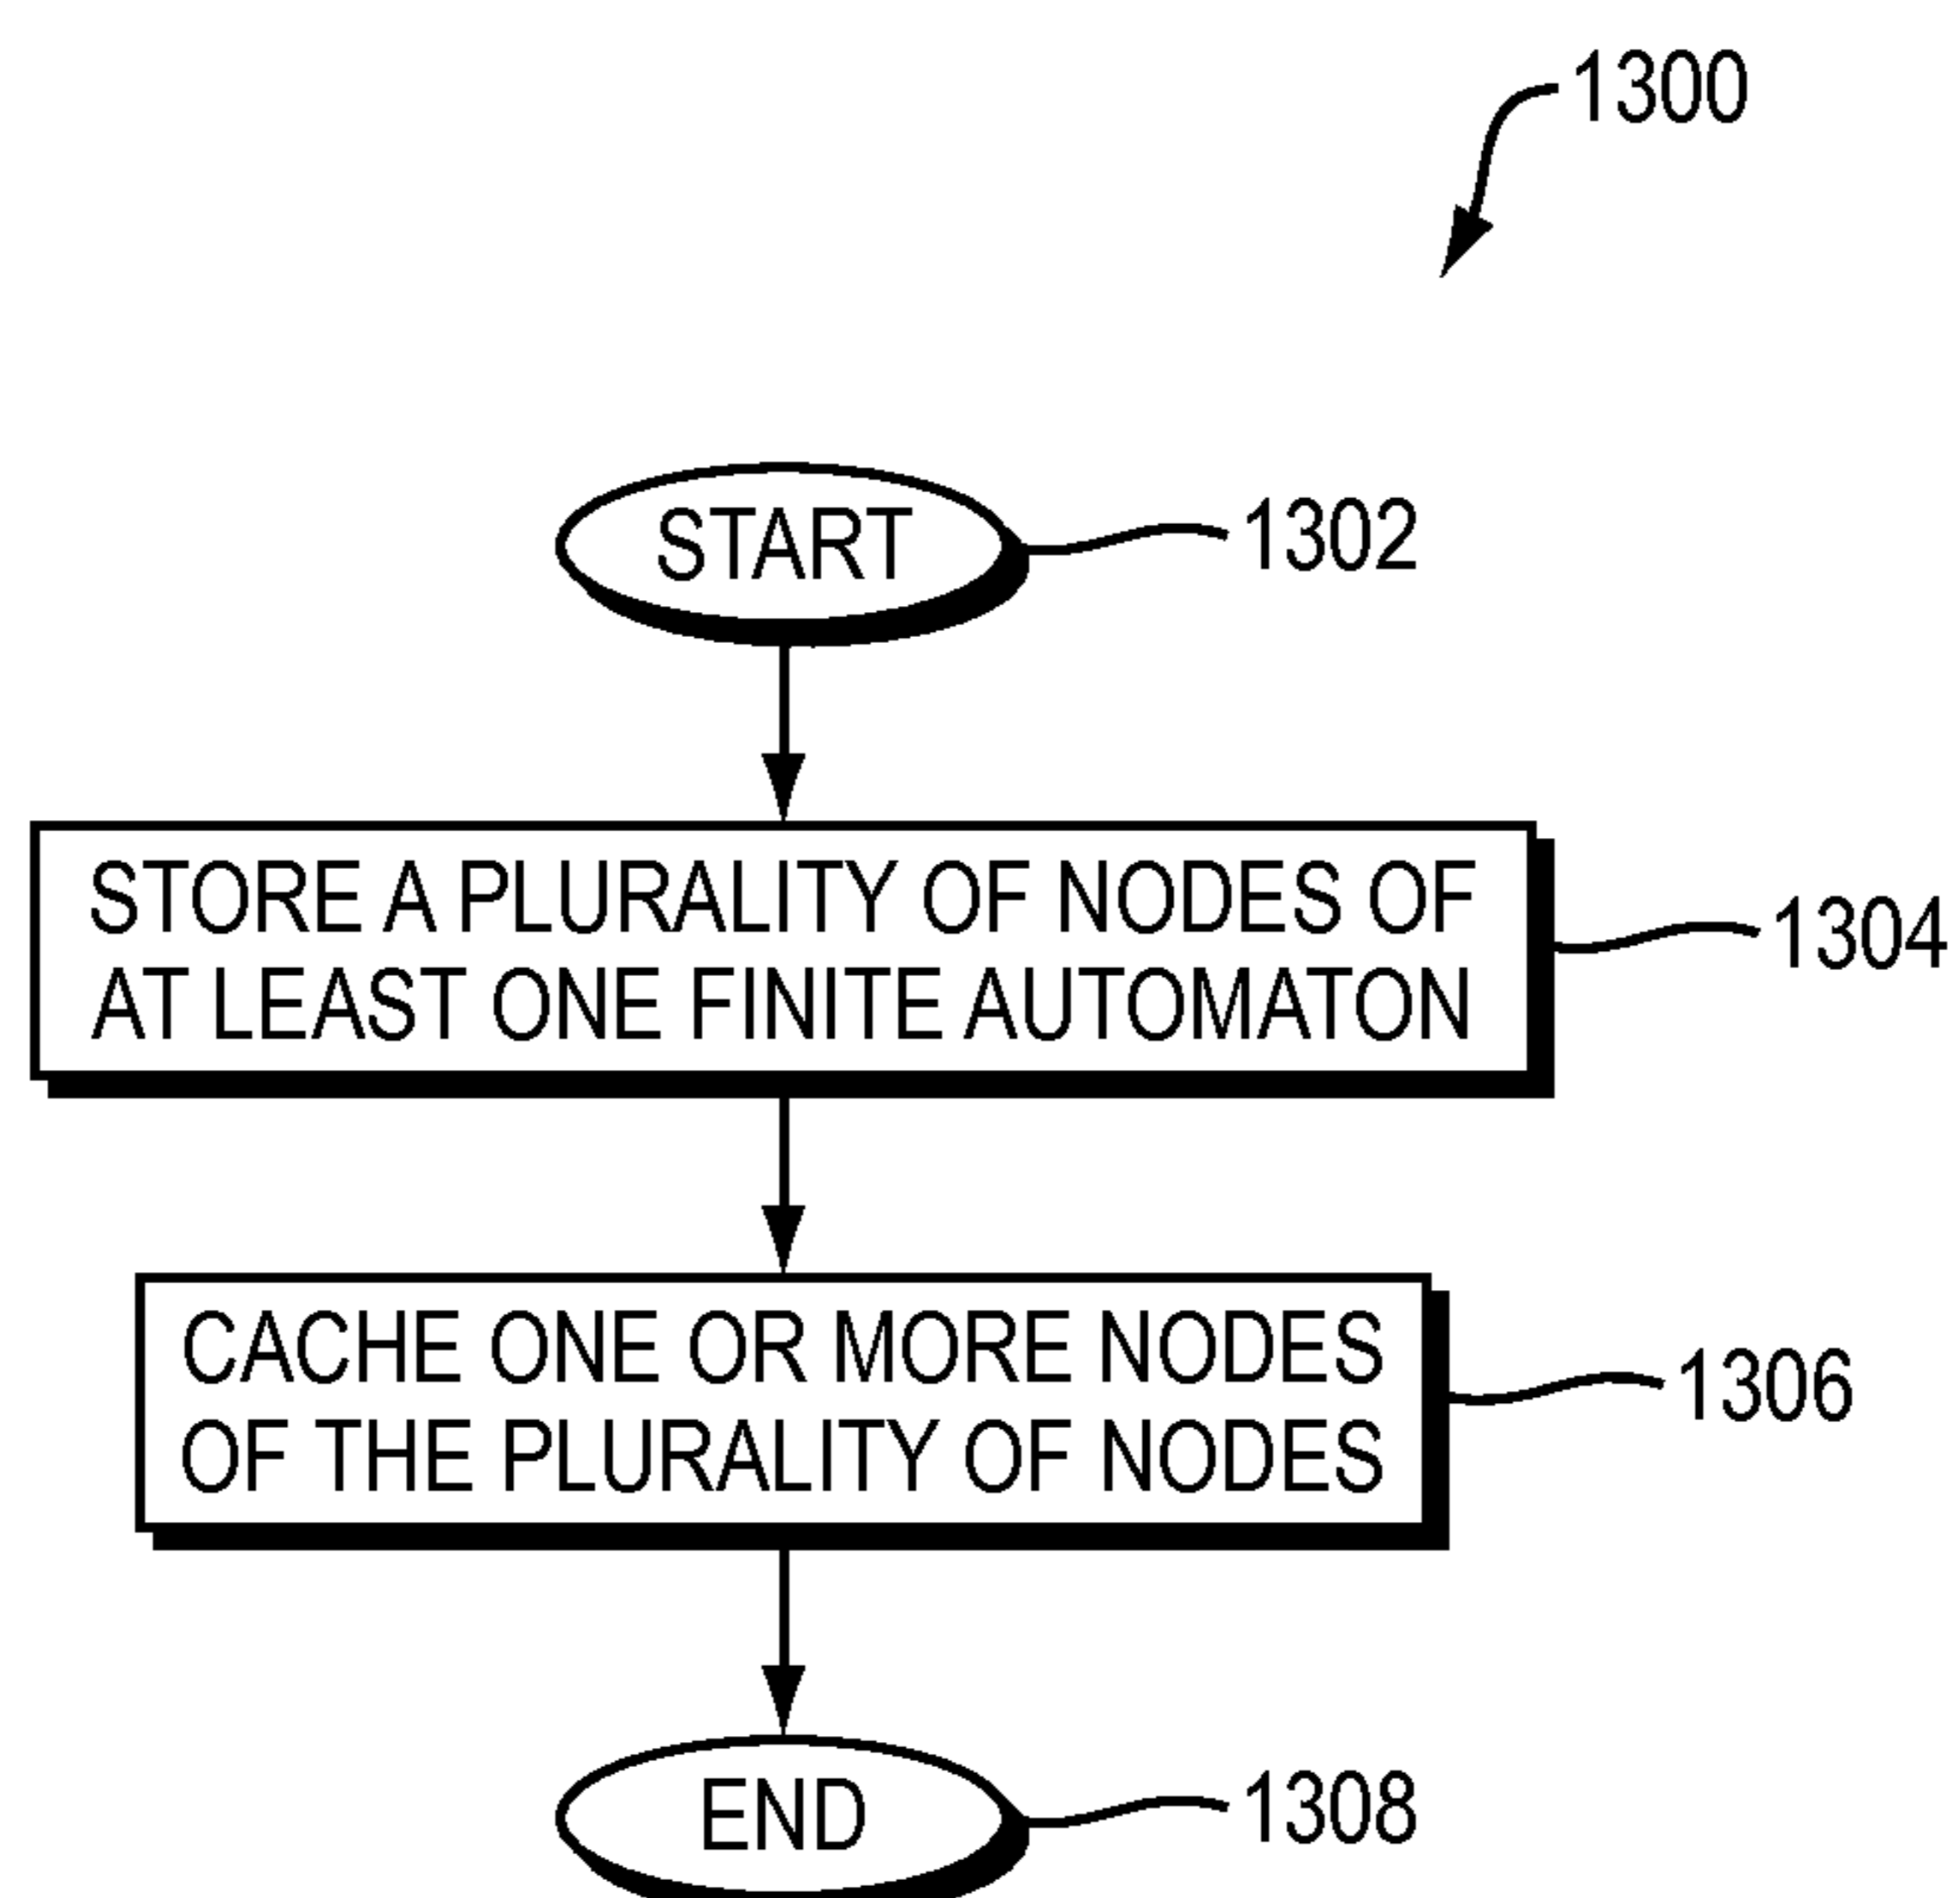 1300
START
1302
STORE A PLURALITY OF NODES OF
AT LEAST ONE FINITE AUTOMATON
1304
CACHE ONE OR MORE NODES
OF THE PLURALITY OF NODES
1306
END
1308